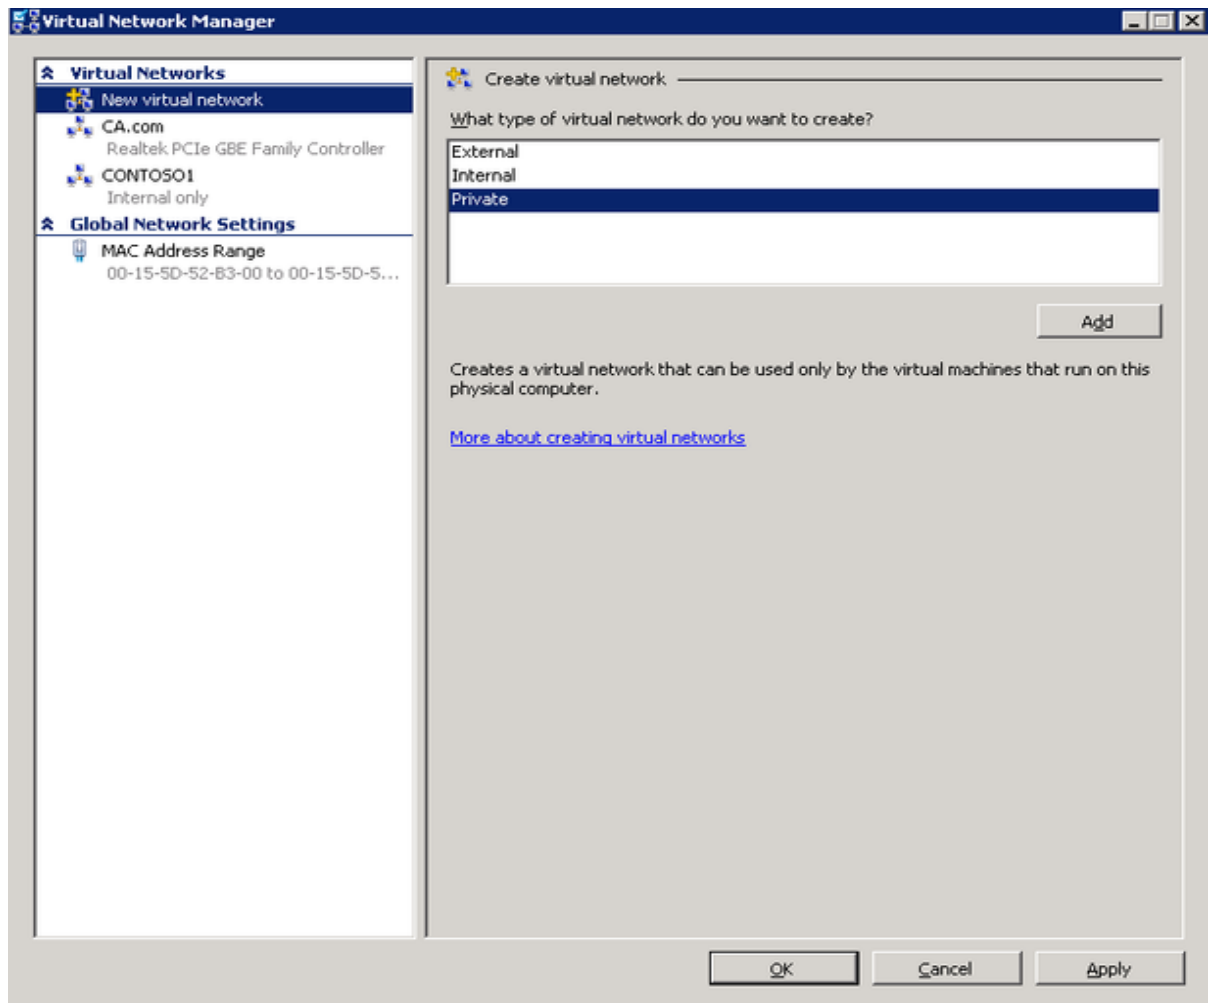 Virtual Network Manager
Virtual Networks
New virtual network
CA.com
Realtek PCIe GBE Family Controller
CONTOSO1
Internal only
Global Network Settings
MAC Address Range
00-15-5D-52-B3-00 to 00-15-5D-5...
Create virtual network
What type of virtual network do you want to create?
External
Internal
Private
Add
Creates a virtual network that can be used only by the virtual machines that run on this
physical computer.
More about creating virtual networks
OK
Cancel
Apply